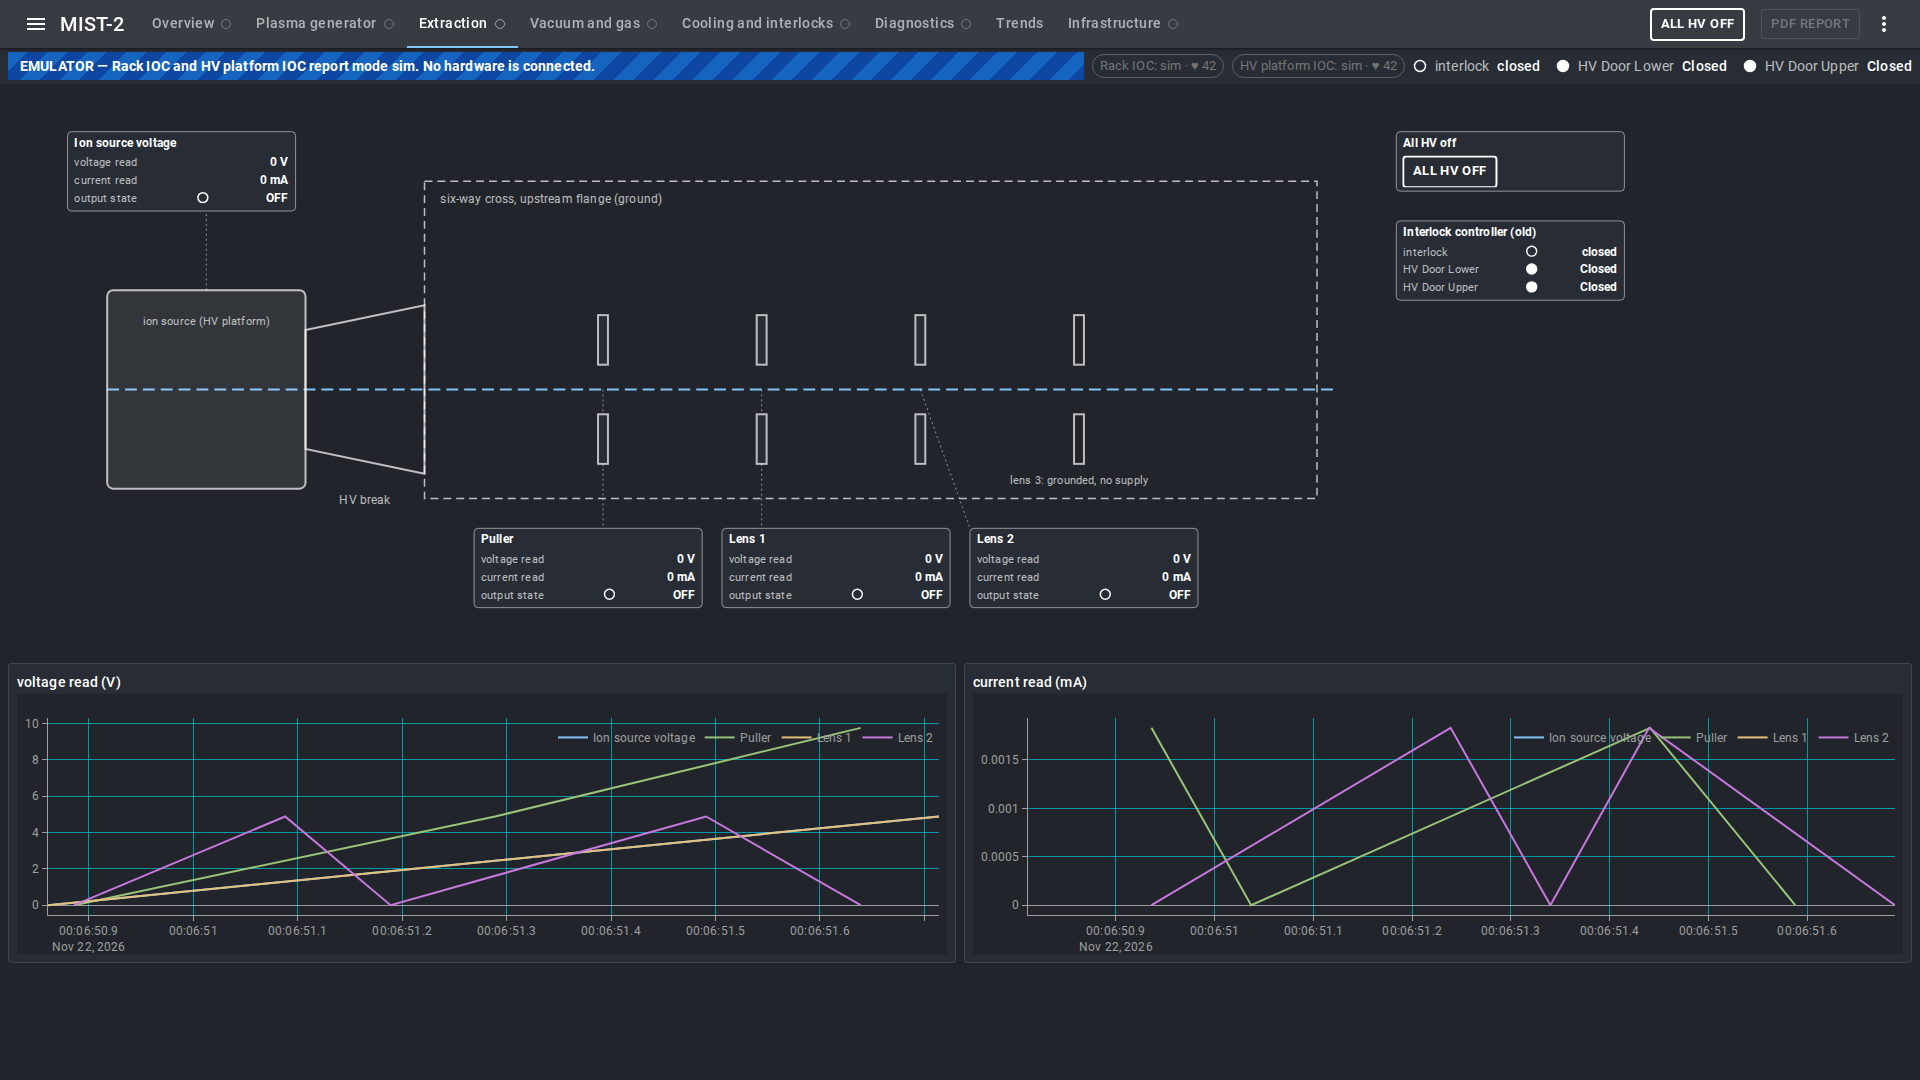 MIST-2
Overview
Plasma generator
Extraction
Vacuum and gas
Cooling and interlocks
Diagnostics
Trends
Infrastructure
ALL HV OFF
PDF REPORT
EMULATOR — Rack IOC and HV platform IOC report mode sim. No hardware is connected.
Rack IOC: sim · ♥ 42
HV platform IOC: sim · ♥ 42
interlock closed
HV Door Lower Closed
HV Door Upper Closed
Ion source voltage
voltage read 0 V
current read 0 mA
output state OFF
six-way cross, upstream flange (ground)
All HV off
ALL HV OFF
Interlock controller (old)
interlock closed
HV Door Lower Closed
HV Door Upper Closed
ion source (HV platform)
HV break
lens 3: grounded, no supply
Puller
voltage read 0 V
current read 0 mA
output state OFF
Lens 1
voltage read 0 V
current read 0 mA
output state OFF
Lens 2
voltage read 0 V
current read 0 mA
output state OFF
voltage read (V)
Ion source voltage Puller Lens 1 Lens 2
10
8
6
4
2
0
00:06:50.9 00:06:51 00:06:51.1 00:06:51.2 00:06:51.3 00:06:51.4 00:06:51.5 00:06:51.6
Nov 22, 2026
current read (mA)
Ion source voltage Puller Lens 1 Lens 2
0.0015
0.001
0.0005
0
00:06:50.9 00:06:51 00:06:51.1 00:06:51.2 00:06:51.3 00:06:51.4 00:06:51.5 00:06:51.6
Nov 22, 2026